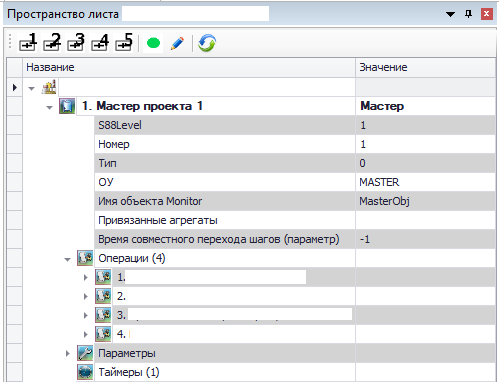 Пространство листа
1 2 3 4 5
Название Значение
1. Мастер проекта 1 Мастер
S88Level 1
Номер 1
Тип 0
ОУ MASTER
Имя объекта Monitor MasterObj
Привязанные агрегаты
Время совместного перехода шагов (параметр) -1
Операции (4)
1.
2.
3.
4.
Параметры
Таймеры (1)